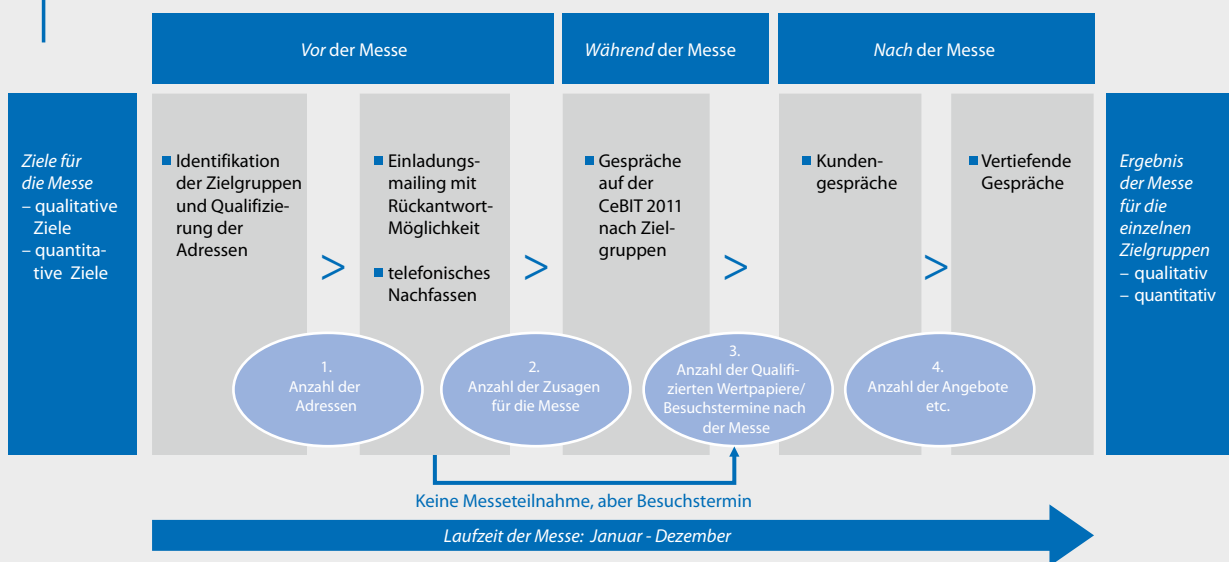 Vor der Messe
Während der Messe
Nach der Messe
Ziele für
die Messe
– qualitative
Ziele
– quantita-
tive Ziele
Identifikation
der Zielgruppen
und Qualifizie-
rung der
Adressen
>
Einladungs-
mailing mit
Rückantwort-
Möglichkeit
telefonisches
Nachfassen
>
Gespräche
auf der
CeBIT 2011
nach Ziel-
gruppen
>
Kunden-
gespräche
>
Vertiefende
Gespräche
Ergebnis
der Messe
für die
einzelnen
Zielgruppen
– qualitativ
– quantitativ
1.
Anzahl der
Adressen
2.
Anzahl der Zusagen
für die Messe
3.
Anzahl der Qualifi-
zierten Wertpapiere/
Besuchstermine nach
der Messe
4.
Anzahl der Angebote
etc.
Keine Messeteilnahme, aber Besuchstermin
Laufzeit der Messe: Januar - Dezember